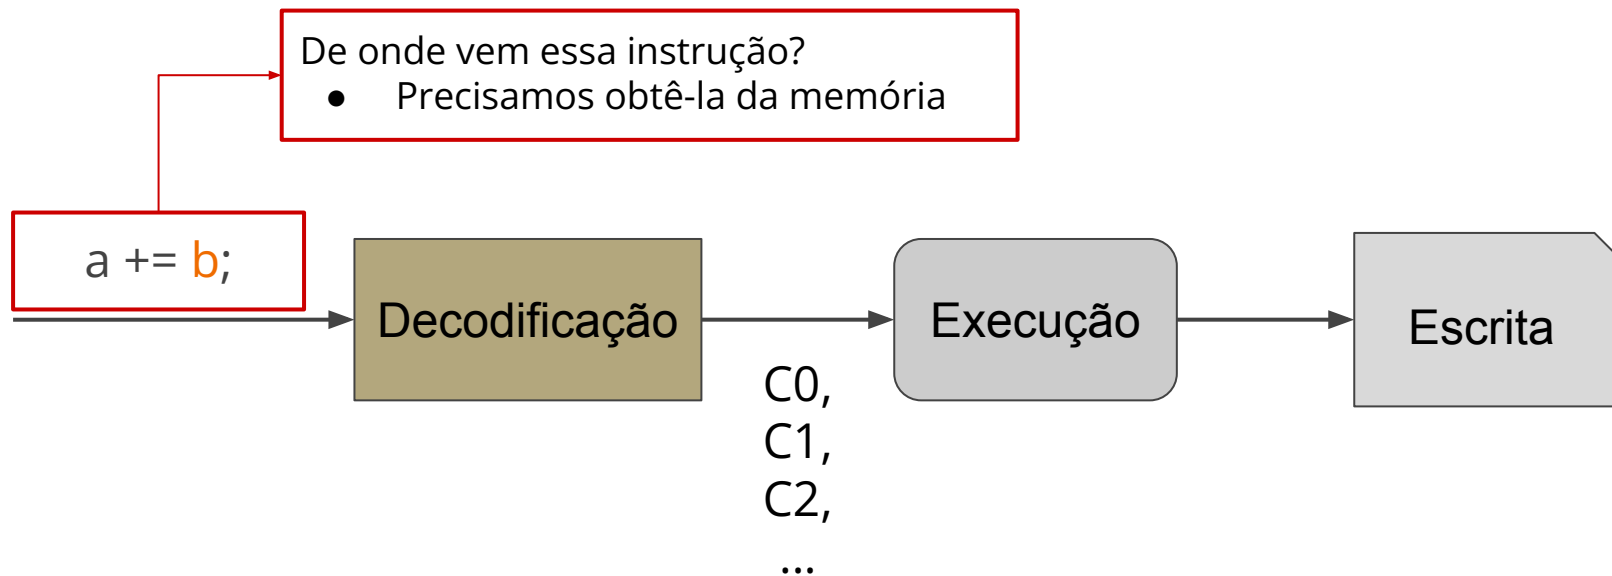 De onde vem essa instrução?
● Precisamos obtê-la da memória
a += b;
Decodificação
Execução
Escrita
C0,
C1,
C2,
...